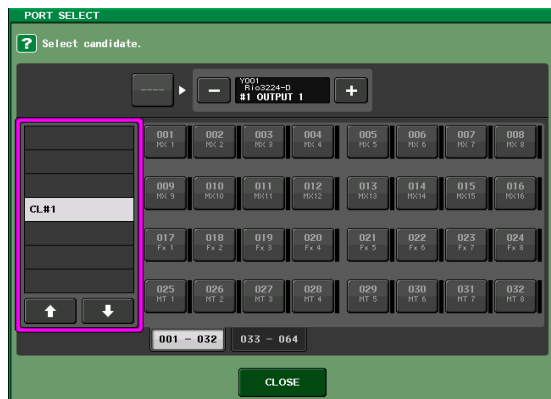 PORT SELECT
? Select candidate.
----
Y001
Rio3224-D
#1 OUTPUT 1
− +
CL#1
001 002 003 004 005 006 007 008
MX 1 MX 2 MX 3 MX 4 MX 5 MX 6 MX 7 MX 8
009 010 011 012 013 014 015 016
MX 9 MX10 MX11 MX12 MX13 MX14 MX15 MX16
017 018 019 020 021 022 023 024
Fx 1 Fx 2 Fx 3 Fx 4 Fx 5 Fx 6 Fx 7 Fx 8
025 026 027 028 029 030 031 032
MT 1 MT 2 MT 3 MT 4 MT 5 MT 6 MT 7 MT 8
001 − 032 033 − 064
CLOSE